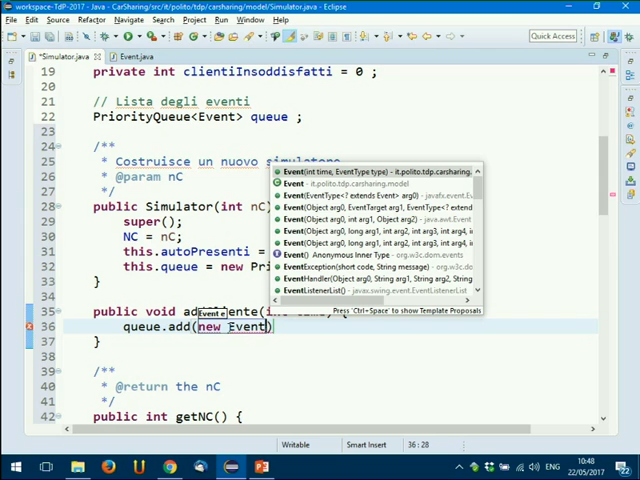 workspace-TdP-2017 - Java - CarSharing/src/it/polito/tdp/carsharing/model/Simulator.java - Eclipse
File Edit Source Refactor Navigate Search Project Run Window Help
Quick Access
*Simulator.java Event.java
19 private int clientiInsoddisfatti = 0 ;
20
21 // Lista degli eventi
22 PriorityQueue<Event> queue ;
23
24 /**
25 * Costruisce un nuovo simulatore
26 * @param nC
27 */
28 public Simulator(int nC)
29 super();
30 NC = nC;
31 this.autoPresenti =
32 this.queue = new Pri
33 }
34
35 public void
36 queue.add(new Event)
37 }
38
39 /**
40 * @return the nC
41 */
42 public int getNC() {
Event(int time, EventType type) - it.polito.tdp.carsharing.
Event - it.polito.tdp.carsharing.model
Event(EventType<? extends Event> arg0) - javafx.event.Ev
Event(Object arg0, EventTarget arg1, EventType<? extends
Event(Object arg0, int arg1, Object arg2) - java.awt.Event
Event(Object arg0, long arg1, int arg2, int arg3, int arg4,
Event(Object arg0, long arg1, int arg2, int arg3, int arg4,
Event() Anonymous Inner Type - org.w3c.dom.events
EventException(short code, String message) - org.w3c.do
EventHandler(Object arg0, String arg1, String arg2, String
EventListenerList() - javax.swing.event.EventListenerList
Press 'Ctrl+Space' to show Template Proposals
Event e
Writable Smart Insert 36 : 28
ENG
10:48
22/05/2017
22